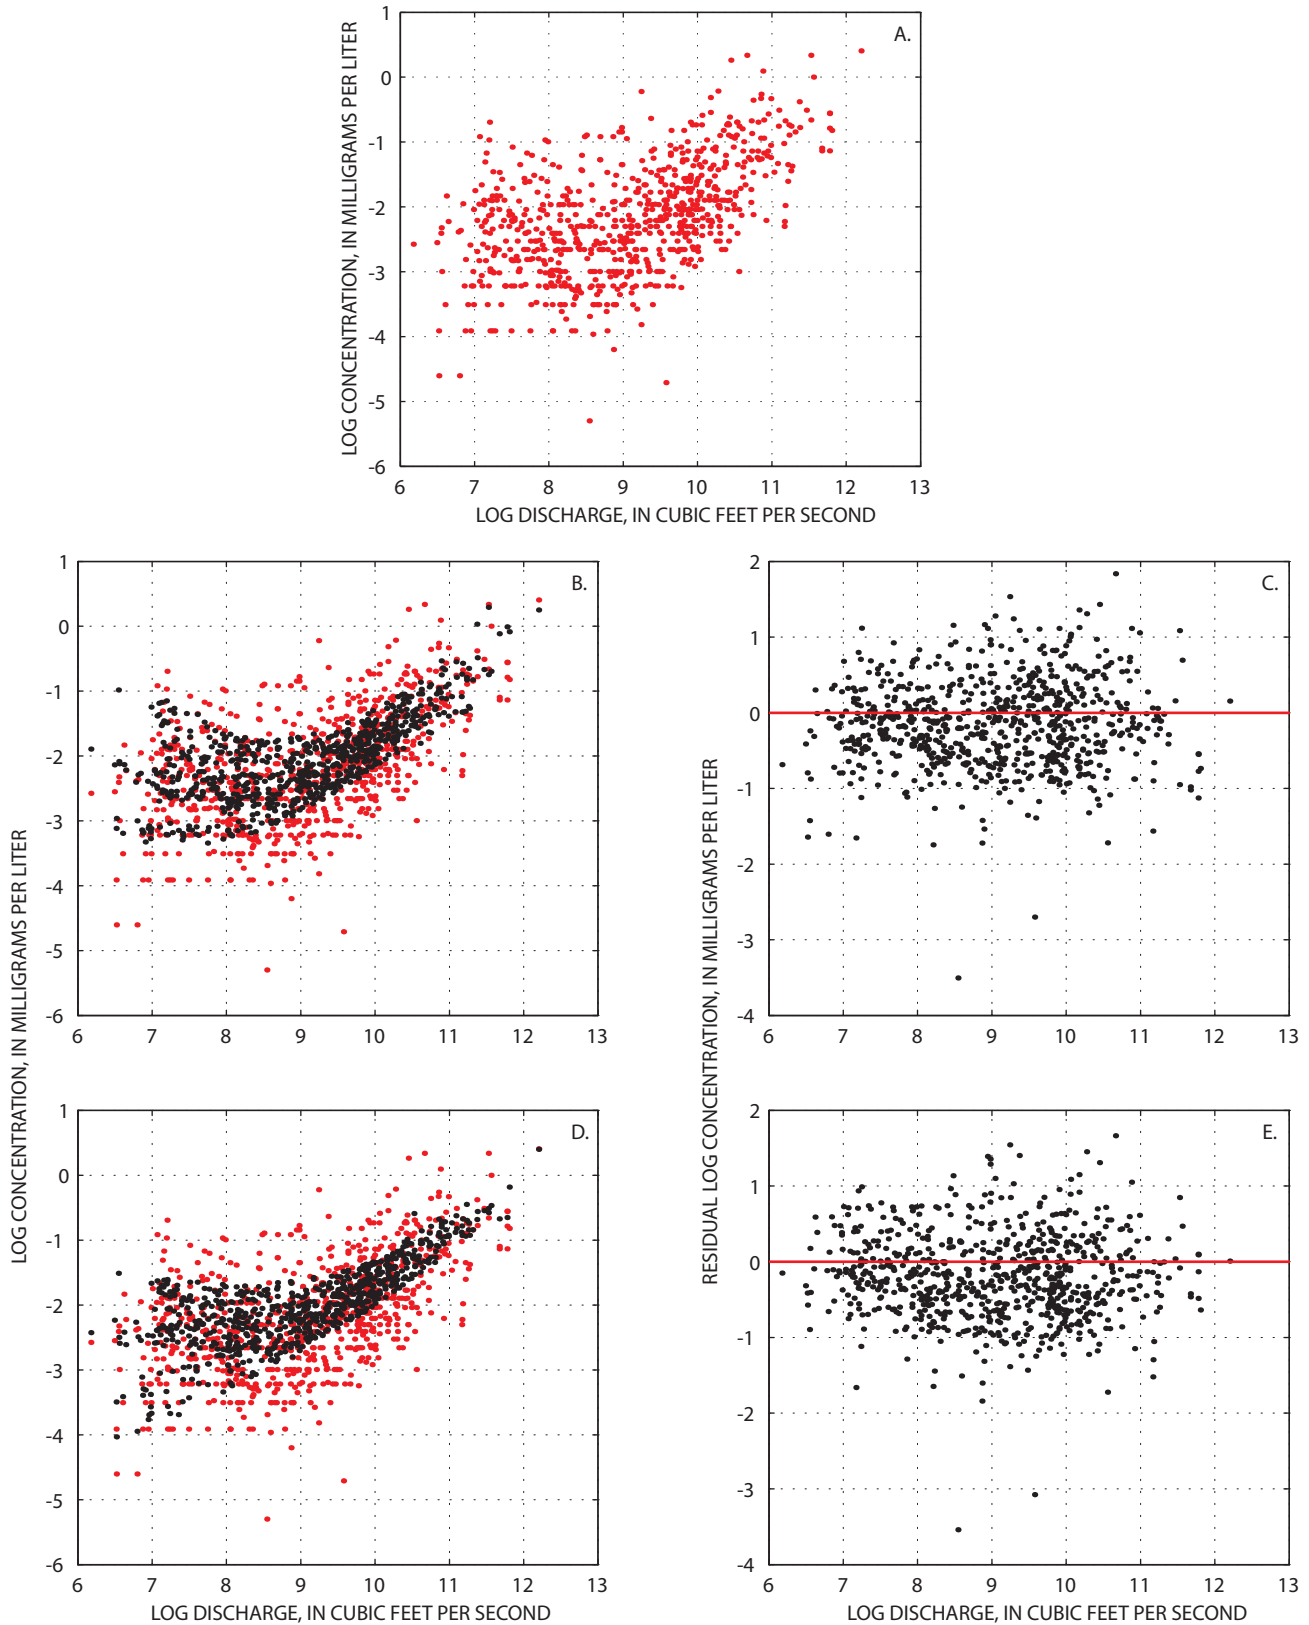 A.
1
0
-1
-2
-3
-4
-5
-6
LOG CONCENTRATION, IN MILLIGRAMS PER LITER
6 7 8 9 10 11 12 13
LOG DISCHARGE, IN CUBIC FEET PER SECOND
B.
1
0
-1
-2
-3
-4
-5
-6
6 7 8 9 10 11 12 13
C.
2
1
0
-1
-2
-3
-4
6 7 8 9 10 11 12 13
LOG CONCENTRATION, IN MILLIGRAMS PER LITER
RESIDUAL LOG CONCENTRATION, IN MILLIGRAMS PER LITER
D.
1
0
-1
-2
-3
-4
-5
-6
6 7 8 9 10 11 12 13
LOG DISCHARGE, IN CUBIC FEET PER SECOND
E.
2
1
0
-1
-2
-3
-4
6 7 8 9 10 11 12 13
LOG DISCHARGE, IN CUBIC FEET PER SECOND